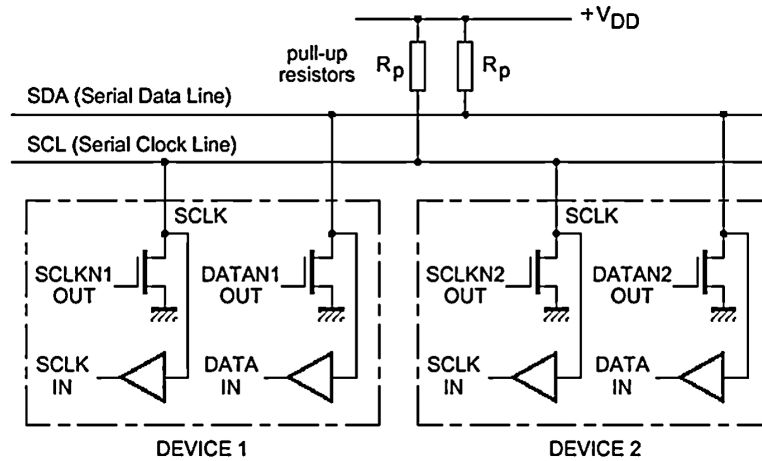 +VDD
pull-up
resistors
Rp
Rp
SDA (Serial Data Line)
SCL (Serial Clock Line)
SCLK
SCLK
SCLKN1
OUT
DATAN1
OUT
SCLKN2
OUT
DATAN2
OUT
SCLK
IN
DATA
IN
SCLK
IN
DATA
IN
DEVICE 1
DEVICE 2